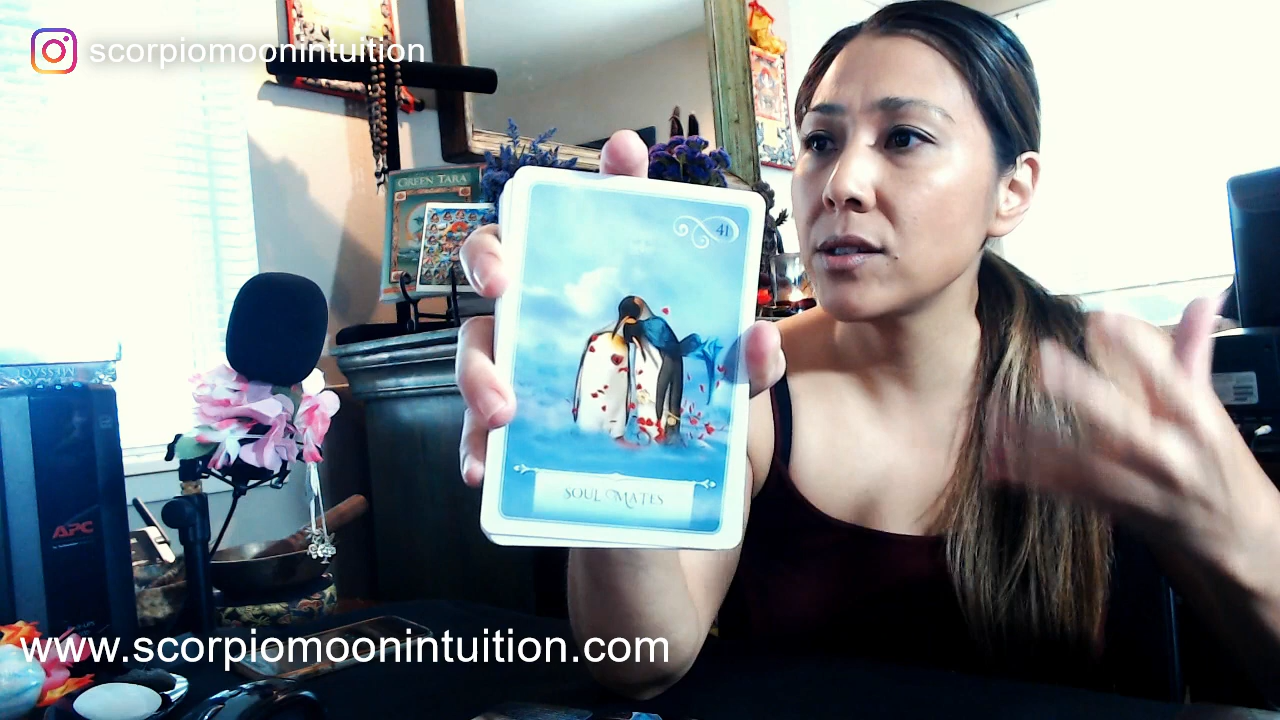 scorpiomoonintuition
GREEN TARA
41
SOUL MATES
APC
www.scorpiomoonintuition.com